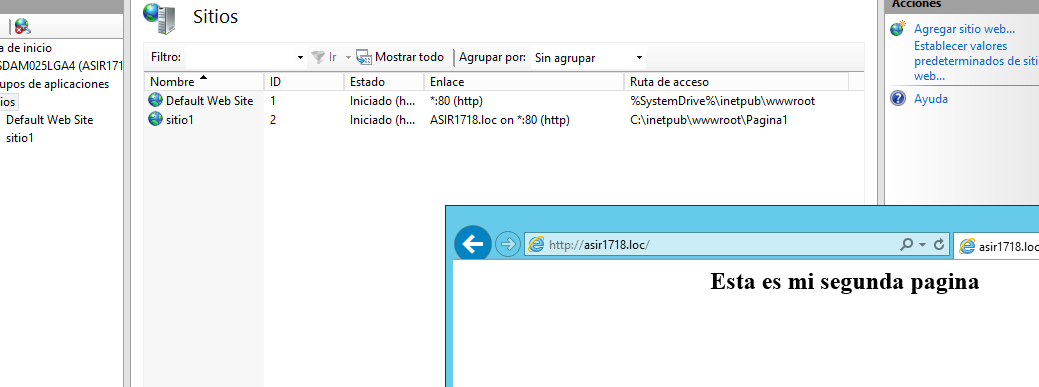 a de inicio
SDAM025LGA4 (ASIR171
upos de aplicaciones
ios
Default Web Site
sitio1
Sitios
Filtro: Ir Mostrar todo Agrupar por: Sin agrupar
Nombre ID Estado Enlace Ruta de acceso
Default Web Site 1 Iniciado (h... *:80 (http) %SystemDrive%\inetpub\wwwroot
sitio1 2 Iniciado (h... ASIR1718.loc on *:80 (http) C:\inetpub\wwwroot\Pagina1
Acciones
Agregar sitio web...
Establecer valores
predeterminados de siti
web...
Ayuda
http://asir1718.loc/ asir1718.loc
Esta es mi segunda pagina